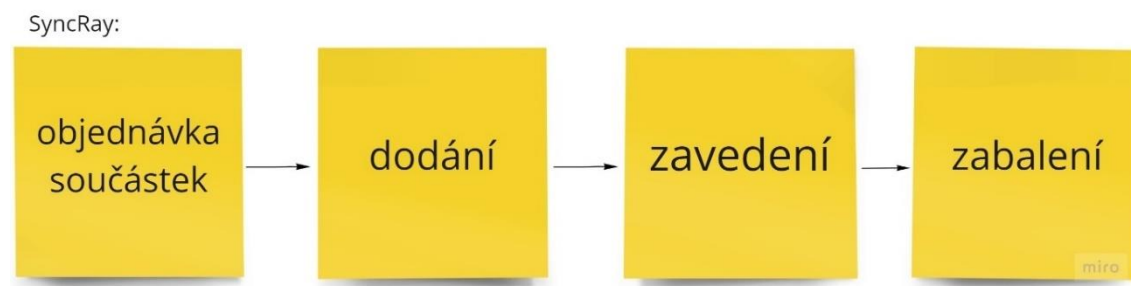 SyncRay:
objednávka
součástek
dodání
zavedení
zabalení
miro